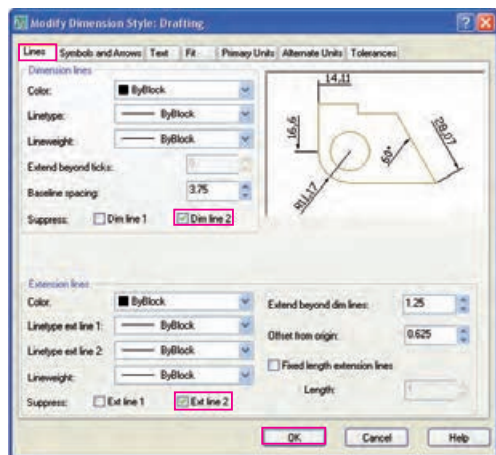 Modify Dimension Style: Drafting
Lines Symbols and Arrows Text Fit Primary Units Alternate Units Tolerances
Dimension lines
Color: ByBlock
Linetype: ByBlock
Lineweight: ByBlock
Extend beyond ticks:
Baseline spacing: 3.75
Suppress: Dim line 1 Dim line 2
14,11
16,6
28,07
60°
R11,17
Extension lines
Color: ByBlock
Linetype ext line 1: ByBlock
Linetype ext line 2: ByBlock
Lineweight: ByBlock
Suppress: Ext line 1 Ext line 2
Extend beyond dim lines: 1.25
Offset from origin: 0.625
Fixed length extension lines
Length: 1
OK Cancel Help